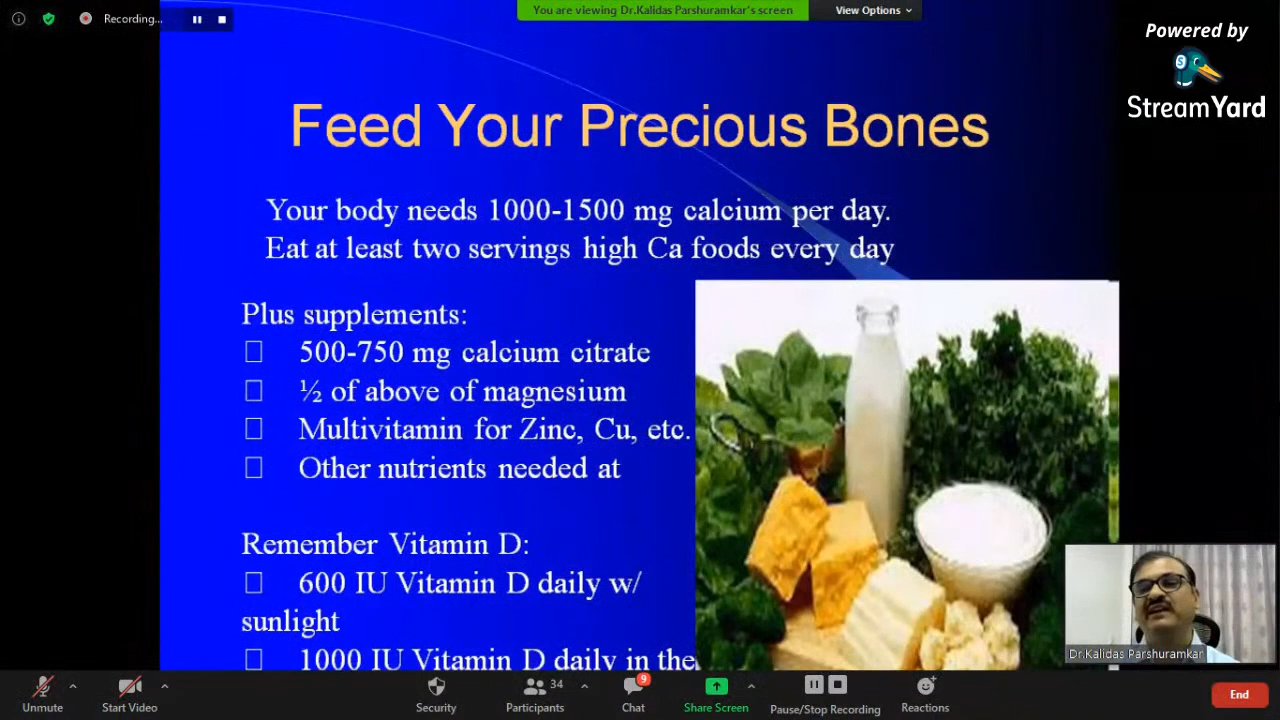 Recording...
You are viewing Dr.Kalidas Parshuramkar's screen
View Options
Powered by
StreamYard
Feed Your Precious Bones
Your body needs 1000-1500 mg calcium per day.
Eat at least two servings high Ca foods every day
Plus supplements:
500-750 mg calcium citrate
½ of above of magnesium
Multivitamin for Zinc, Cu, etc.
Other nutrients needed at
Remember Vitamin D:
600 IU Vitamin D daily w/
sunlight
1000 IU Vitamin D daily in the
Dr.Kalidas Parshuramkar
Unmute
Start Video
Security
Participants
34
Chat
9
Share Screen
Pause/Stop Recording
Reactions
End